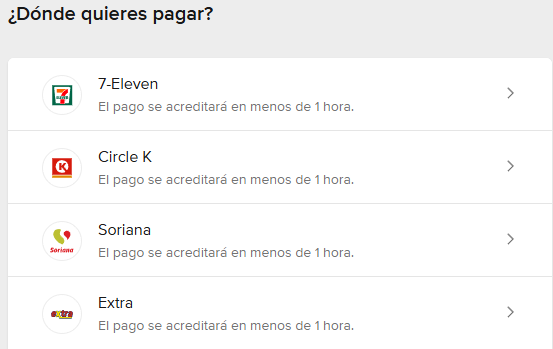 ¿Dónde quieres pagar?
7-Eleven
El pago se acreditará en menos de 1 hora.
Circle K
El pago se acreditará en menos de 1 hora.
Soriana
Soriana
El pago se acreditará en menos de 1 hora.
extra
Extra
El pago se acreditará en menos de 1 hora.